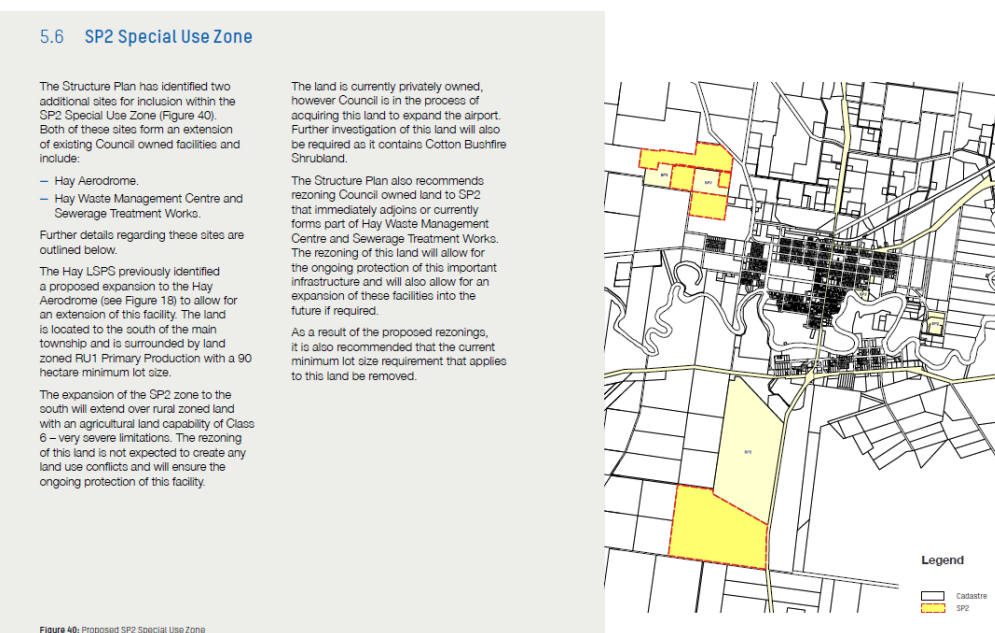 5.6 SP2 Special Use Zone
The Structure Plan has identified two
additional sites for inclusion within the
SP2 Special Use Zone (Figure 40).
Both of these sites form an extension
of existing Council owned facilities and
include:
— Hay Aerodrome.
— Hay Waste Management Centre and
Sewerage Treatment Works.
Further details regarding these sites are
outlined below.
The Hay LSPS previously identified
a proposed expansion to the Hay
Aerodrome (see Figure 18) to allow for
an extension of this facility. The land
is located to the south of the main
township and is surrounded by land
zoned RU1 Primary Production with a 90
hectare minimum lot size.
The expansion of the SP2 zone to the
south will extend over rural zoned land
with an agricultural land capability of Class
6 – very severe limitations. The rezoning
of this land is not expected to create any
land use conflicts and will ensure the
ongoing protection of this facility.
The land is currently privately owned,
however Council is in the process of
acquiring this land to expand the airport.
Further investigation of this land will also
be required as it contains Cotton Bushfire
Shrubland.
The Structure Plan also recommends
rezoning Council owned land to SP2
that immediately adjoins or currently
forms part of Hay Waste Management
Centre and Sewerage Treatment Works.
The rezoning of this land will allow for
the ongoing protection of this important
infrastructure and will also allow for an
expansion of these facilities into the
future if required.
As a result of the proposed rezonings,
it is also recommended that the current
minimum lot size requirement that applies
to this land be removed.
SP2
SP2
SP2
SP2
Legend
Cadastre
SP2
Figure 40: Proposed SP2 Special Use Zone